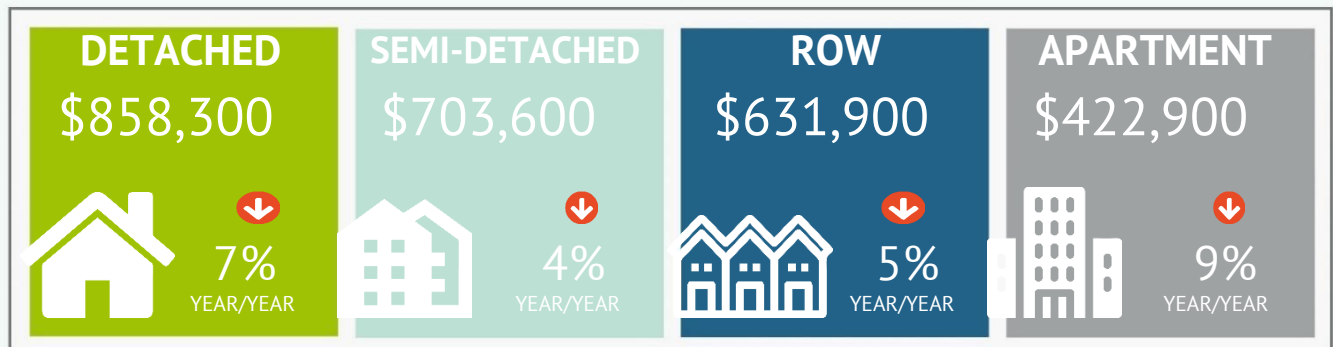 DETACHED
$858,300
7%
YEAR/YEAR
SEMI-DETACHED
$703,600
4%
YEAR/YEAR
ROW
$631,900
5%
YEAR/YEAR
APARTMENT
$422,900
9%
YEAR/YEAR